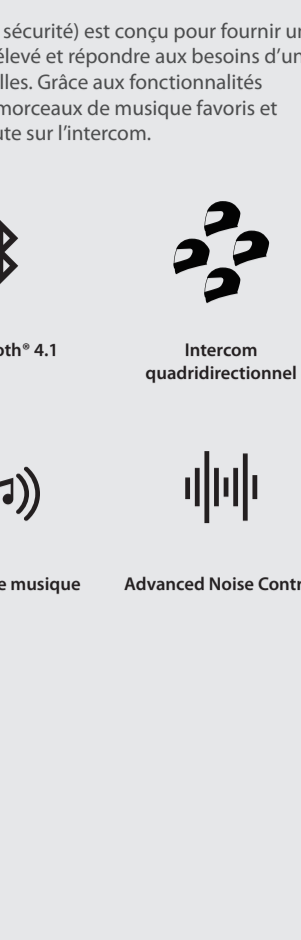 sécurité) est conçu pour fournir un
élevé et répondre aux besoins d'un
lles. Grâce aux fonctionnalités
morceaux de musique favoris et
ute sur l'intercom.
oth® 4.1
Intercom
quadridirectionnel
e musique
Advanced Noise Contr